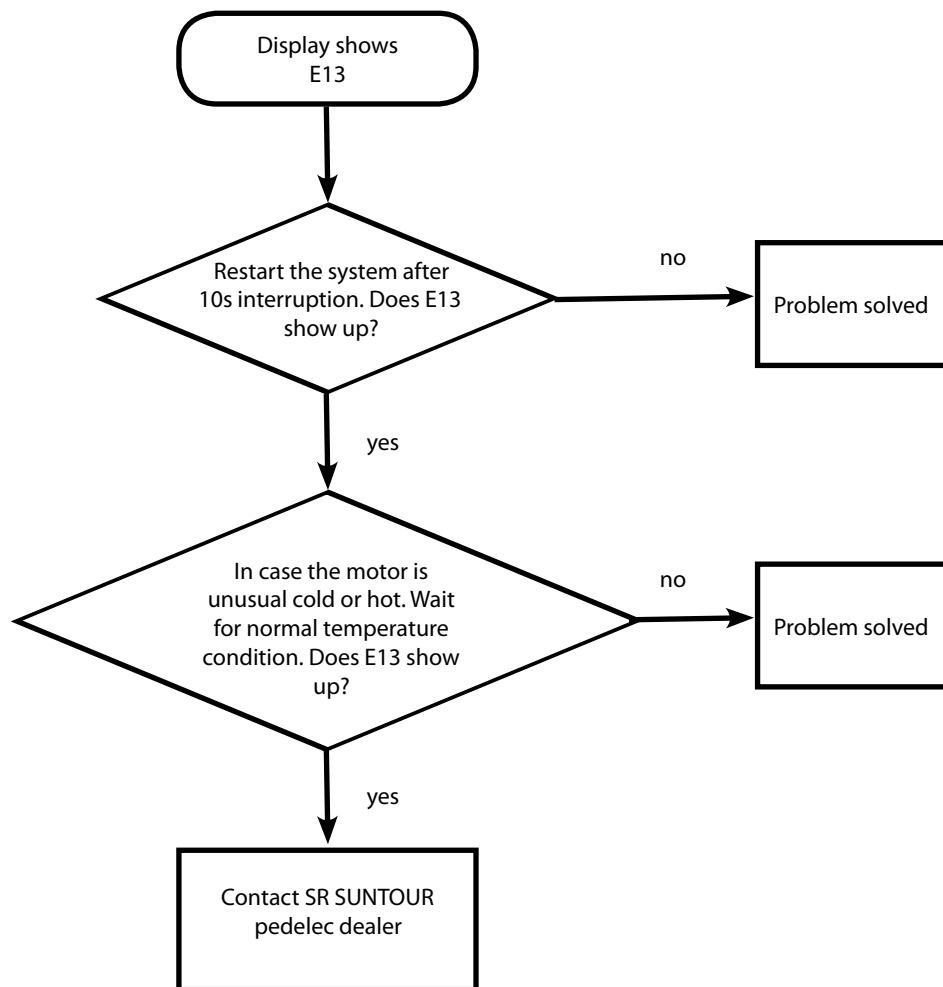 Display shows
E13
Restart the system after
10s interruption. Does E13
show up?
no
Problem solved
yes
In case the motor is
unusual cold or hot. Wait
for normal temperature
condition. Does E13 show
up?
no
Problem solved
yes
Contact SR SUNTOUR
pedelec dealer